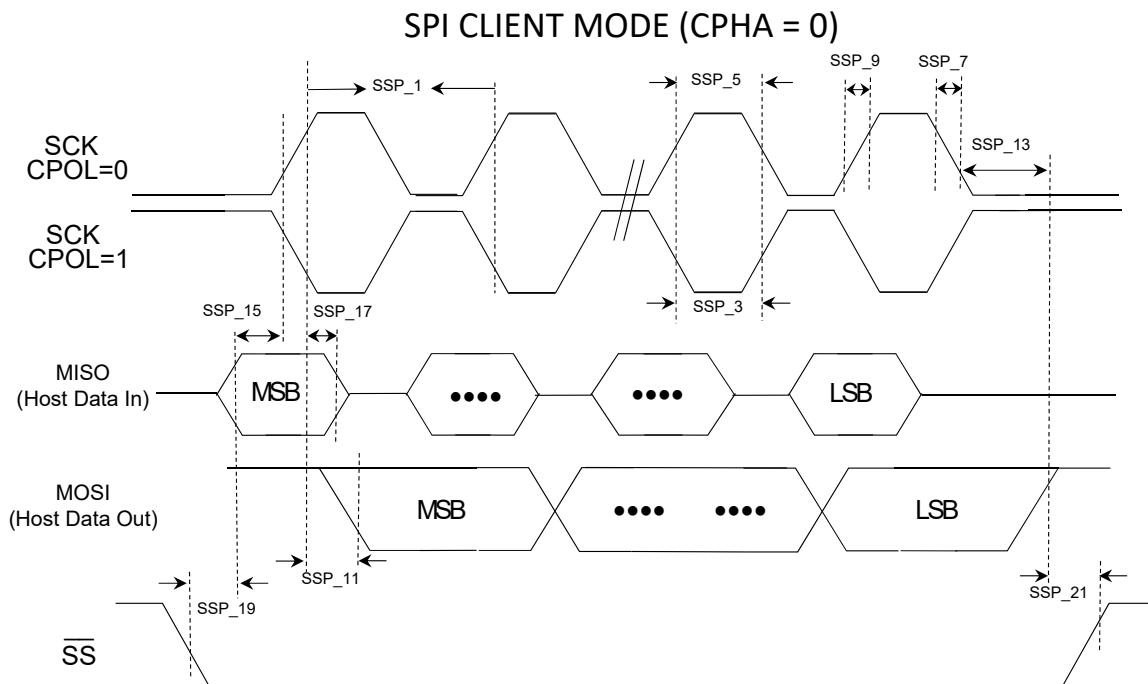 SPI CLIENT MODE (CPHA = 0)
SSP_9
SSP_7
SSP_1
SSP_5
SCK
CPOL=0
SSP_13
SCK
CPOL=1
SSP_15
SSP_17
SSP_3
MISO
(Host Data In)
MSB
••••
••••
LSB
MOSI
(Host Data Out)
MSB
••••
••••
LSB
SSP_11
SSP_19
SSP_21
S̅S̅